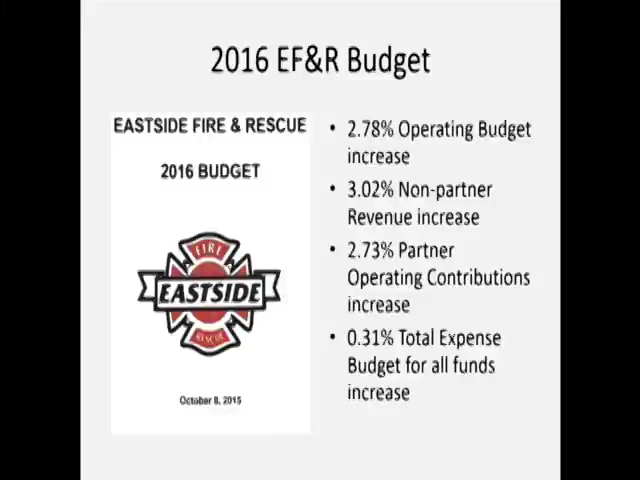 2016 EF&R Budget
EASTSIDE FIRE & RESCUE
2016 BUDGET
FIRE
EASTSIDE
RESCUE
October 8, 2015
• 2.78% Operating Budget
increase
• 3.02% Non-partner
Revenue increase
• 2.73% Partner
Operating Contributions
increase
• 0.31% Total Expense
Budget for all funds
increase